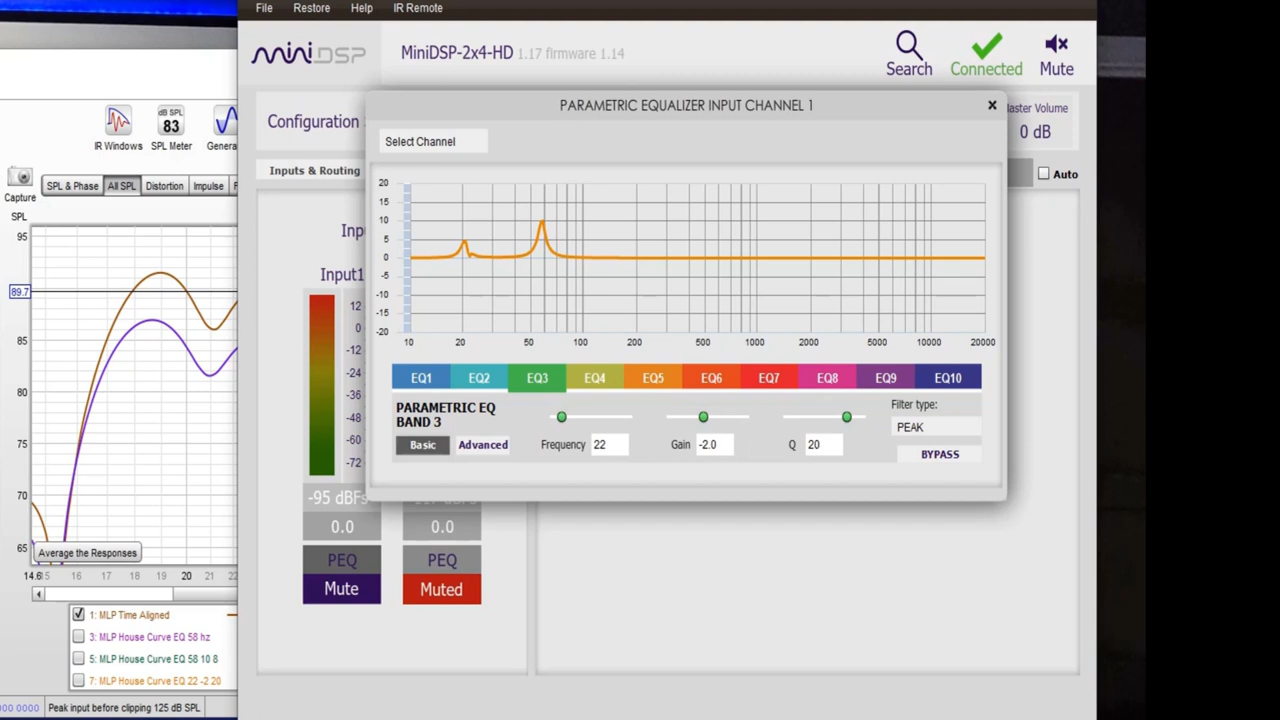 File Restore Help IR Remote
miniDSP MiniDSP-2x4-HD 1.17 firmware 1.14
Search Connected Mute
PARAMETRIC EQUALIZER INPUT CHANNEL 1 x
Master Volume
0 dB
Configuration
Select Channel
Inputs & Routing
Auto
dB SPL
83
IR Windows SPL Meter Genera
Capture
SPL & Phase All SPL Distortion Impulse F
SPL
95
89.7
85
80
75
70
65
Average the Responses
14.6 15 16 17 18 19 20 21 22
1: MLP Time Aligned
3: MLP House Curve EQ 58 hz
5: MLP House Curve EQ 58 10 8
7: MLP House Curve EQ 22 -2 20
000 0000 Peak input before clipping 125 dB SPL
Inp
Input1
12
0
-12
-24
-36
-48
-60
-72
-95 dBFs
0.0 0.0
PEQ PEQ
Mute Muted
20
15
10
5
0
-5
-10
-15
-20
10 20 50 100 200 500 1000 2000 5000 10000 20000
EQ1 EQ2 EQ3 EQ4 EQ5 EQ6 EQ7 EQ8 EQ9 EQ10
PARAMETRIC EQ
BAND 3
Basic Advanced
Frequency 22 Gain -2.0 Q 20
Filter type:
PEAK
BYPASS